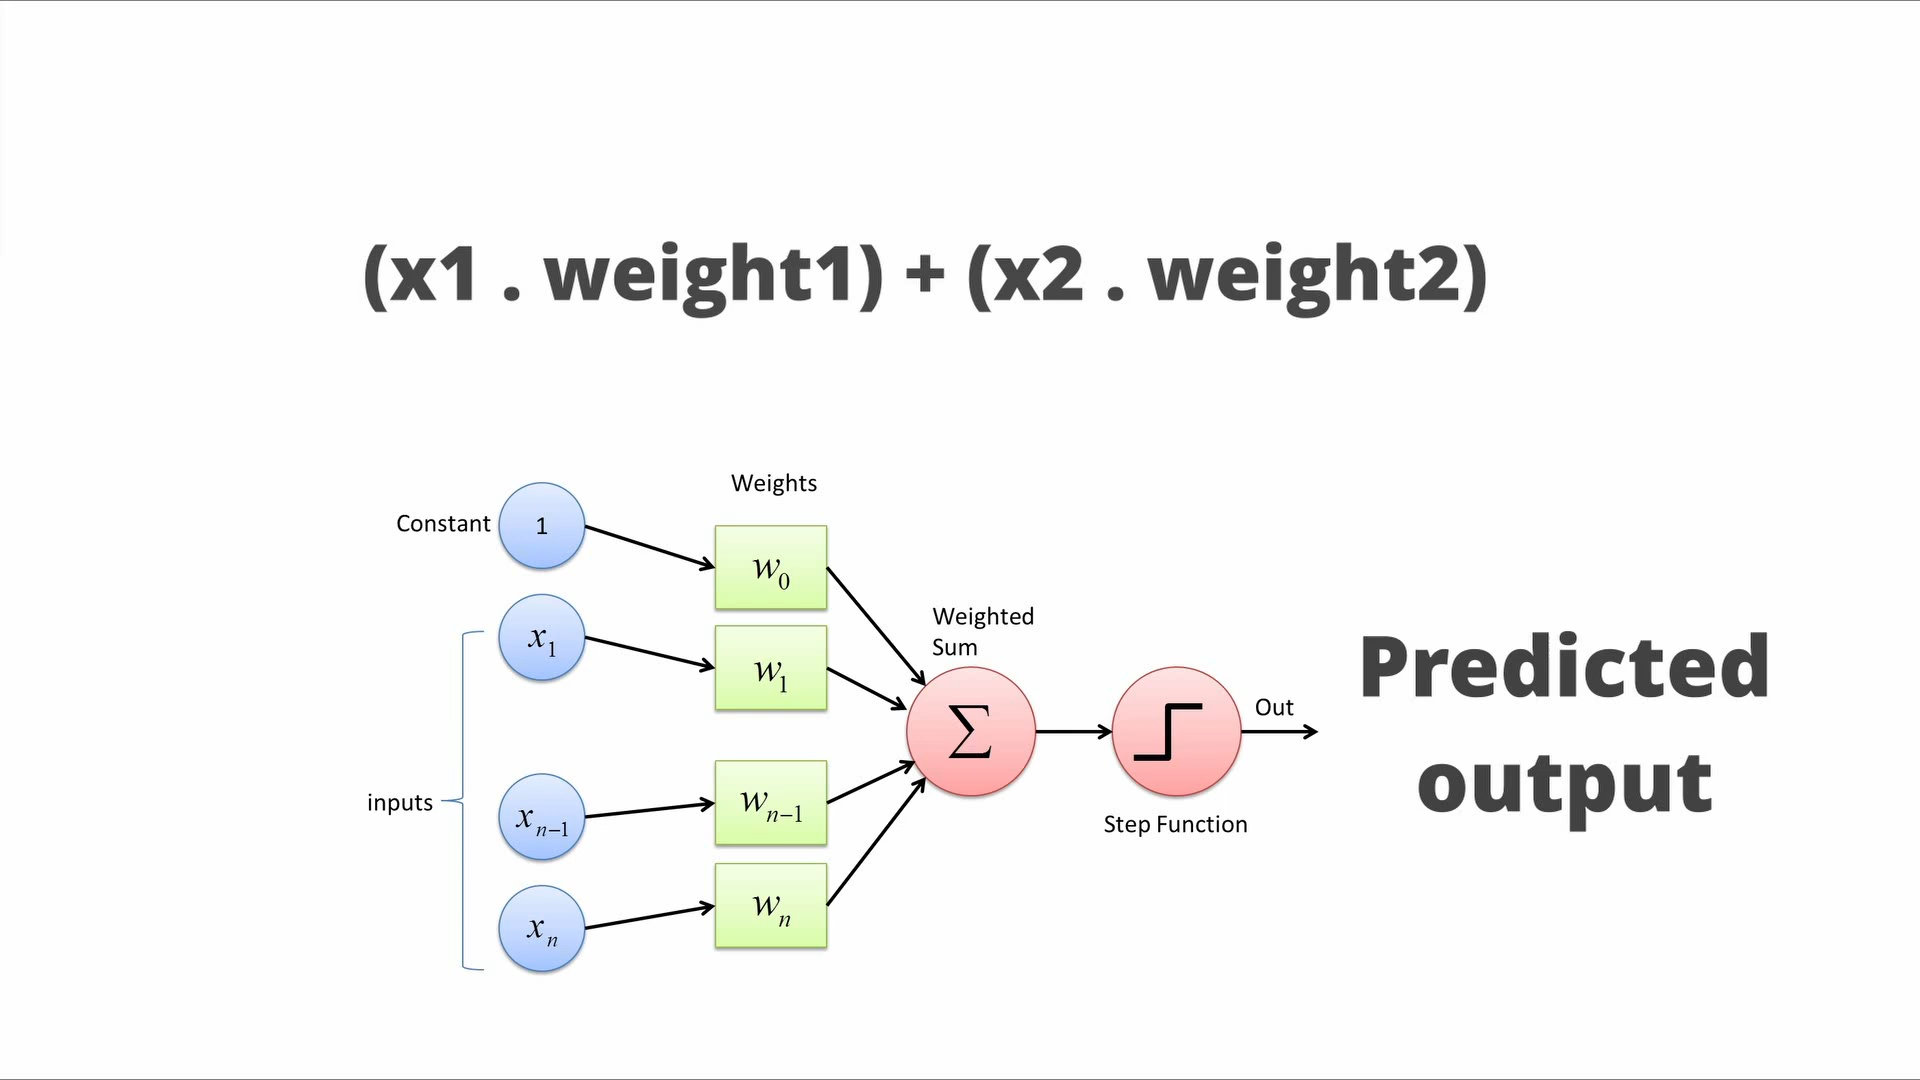 (x1 . weight1) + (x2 . weight2)
Weights
Constant
1
w0
x1
w1
Weighted
Sum
Σ
Out
Predicted
output
inputs
xn−1
wn−1
Step Function
xn
wn